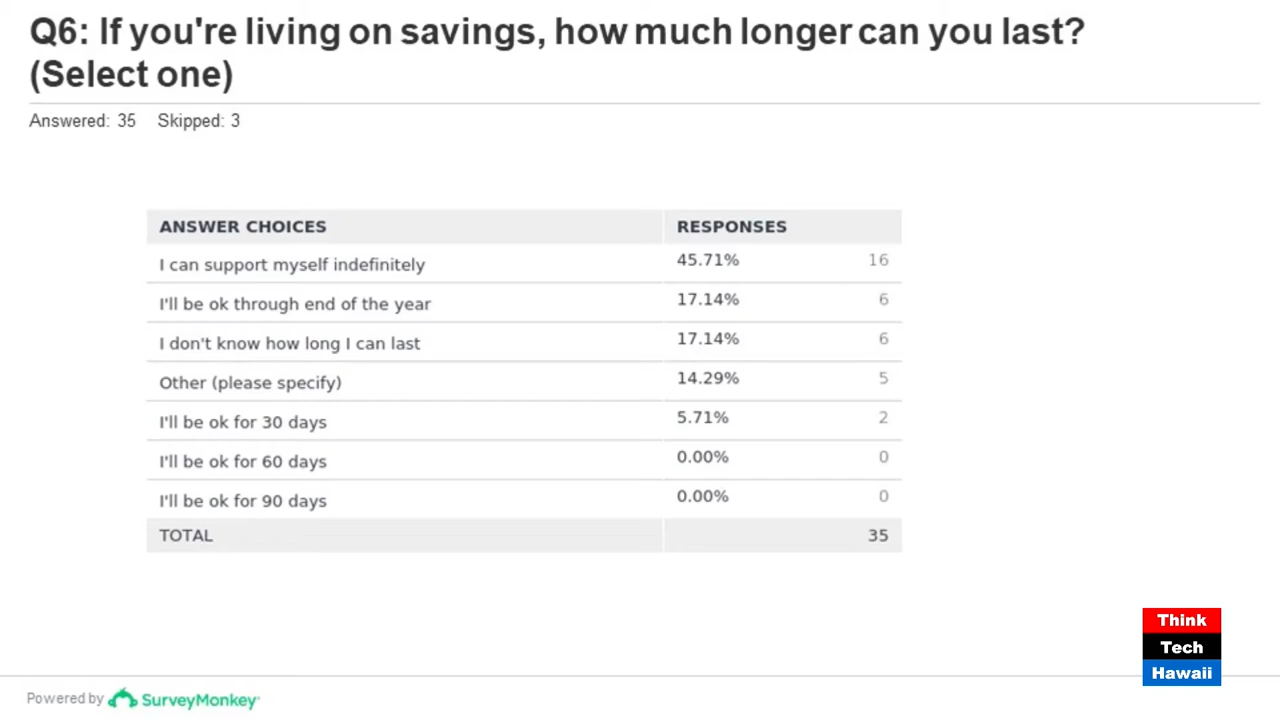 Q6: If you're living on savings, how much longer can you last?
(Select one)
Answered: 35 Skipped: 3
ANSWER CHOICES RESPONSES
I can support myself indefinitely 45.71% 16
I'll be ok through end of the year 17.14% 6
I don't know how long I can last 17.14% 6
Other (please specify) 14.29% 5
I'll be ok for 30 days 5.71% 2
I'll be ok for 60 days 0.00% 0
I'll be ok for 90 days 0.00% 0
TOTAL 35
Think
Tech
Hawaii
Powered by SurveyMonkey